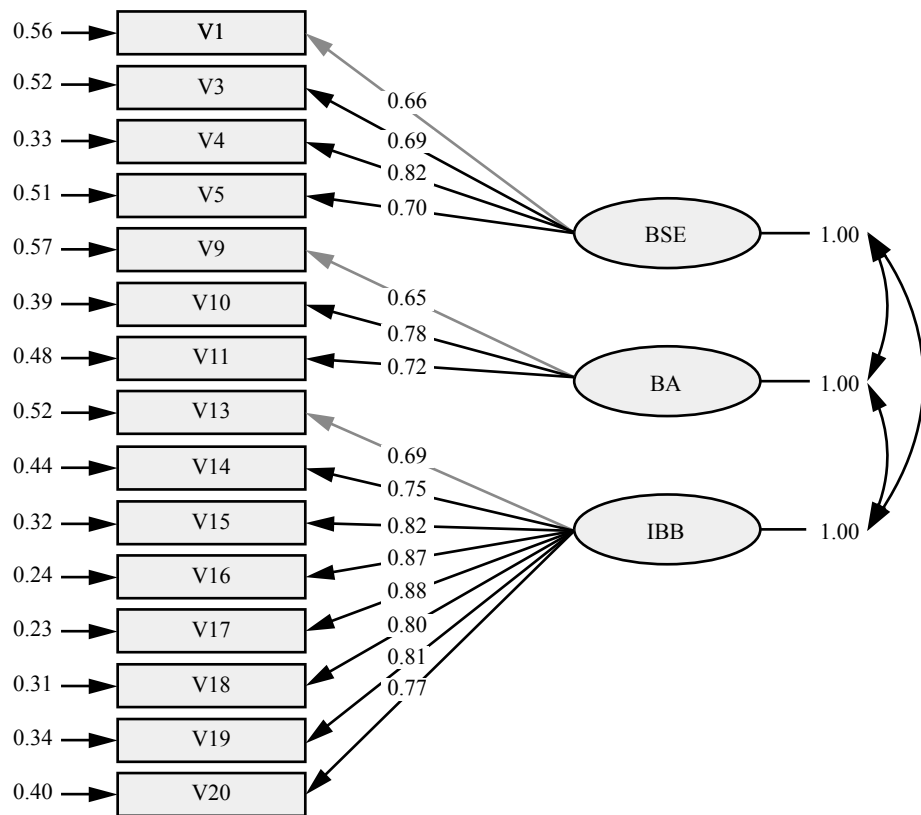 0.56 V1
0.66
0.52 V3
0.69
0.33 V4
0.82
0.51 V5
0.70
BSE 1.00
0.57 V9
0.65
0.39 V10
0.78
0.48 V11
0.72
BA 1.00
0.52 V13
0.69
0.44 V14
0.75
0.32 V15
0.82
IBB 1.00
0.87
0.24 V16
0.88
0.23 V17
0.80
0.81
0.31 V18
0.77
0.34 V19
0.40 V20